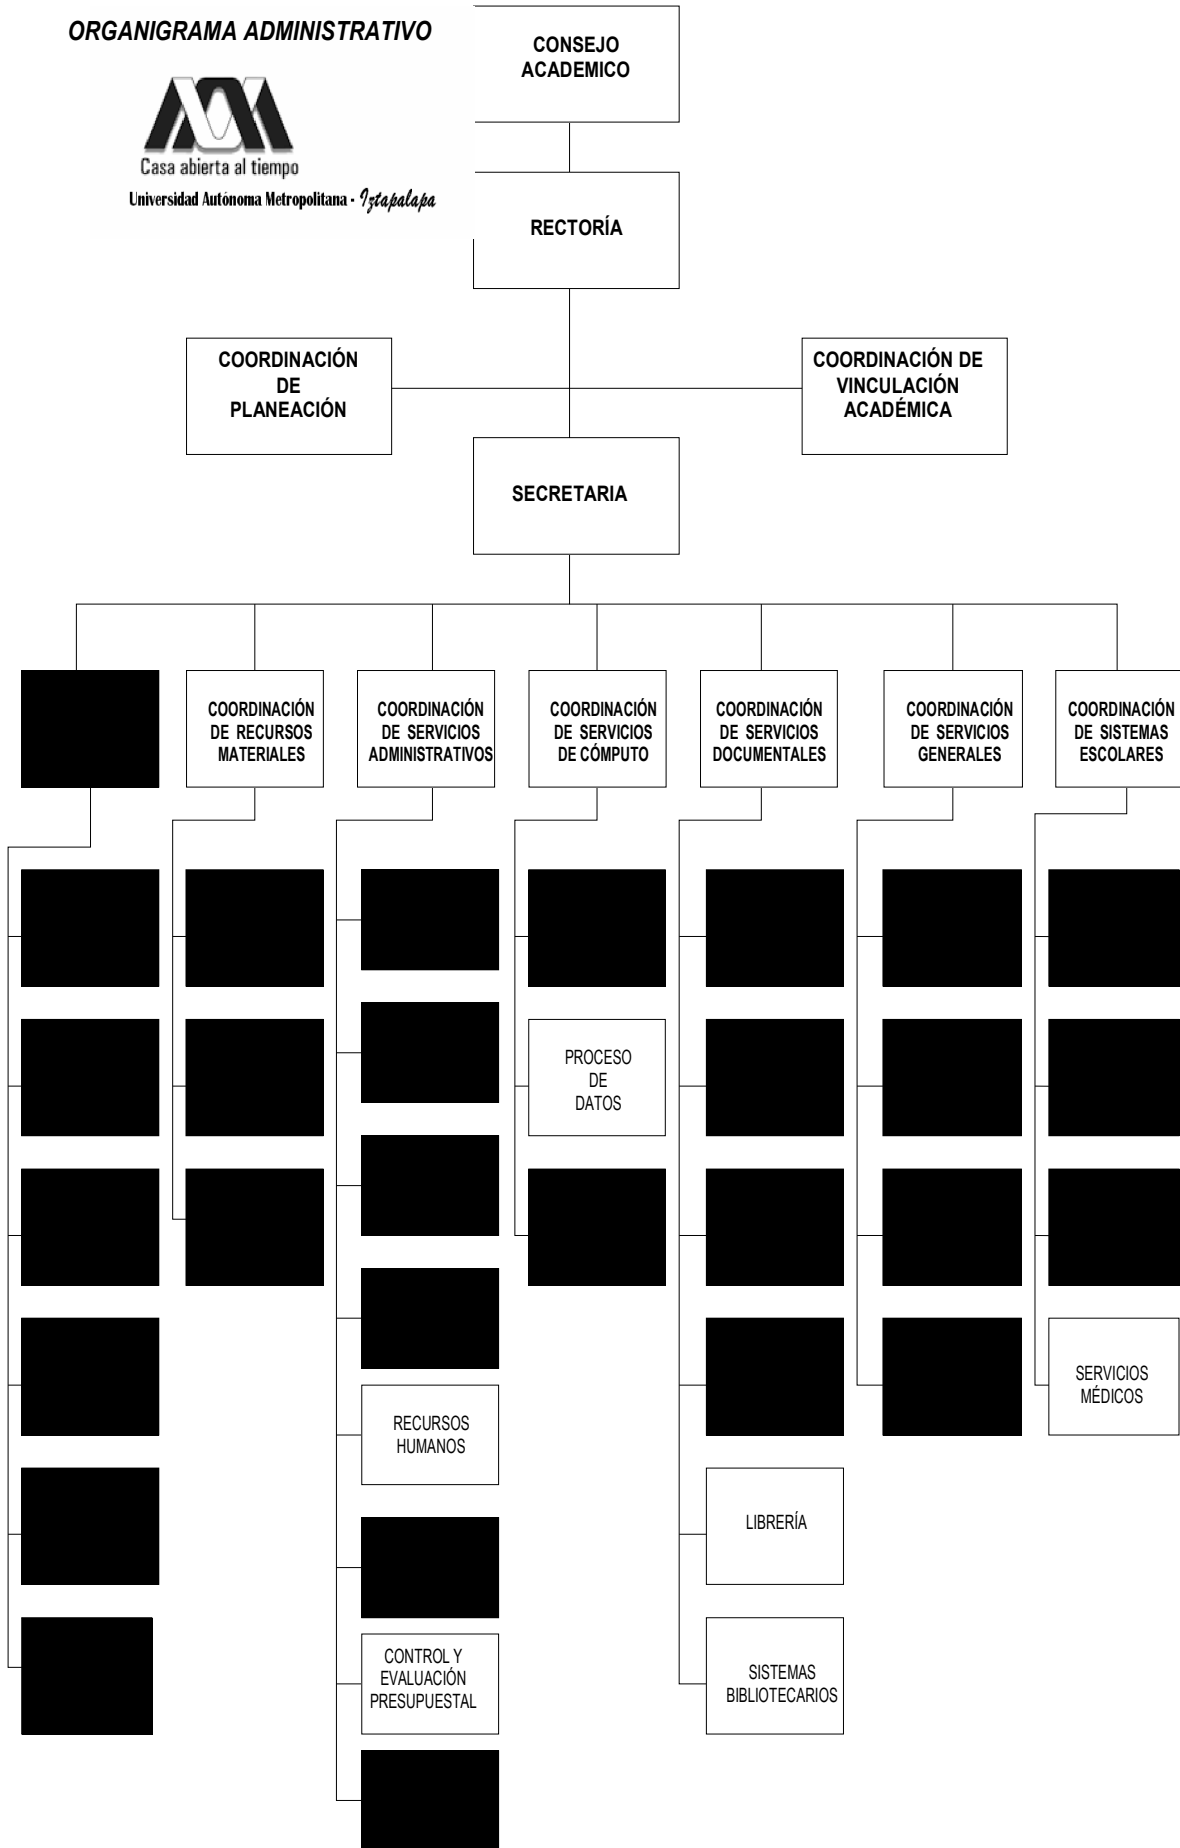 ORGANIGRAMA ADMINISTRATIVO
Casa abierta al tiempo
Universidad Autónoma Metropolitana - Iztapalapa
CONSEJO
ACADEMICO
RECTORÍA
COORDINACIÓN
DE
PLANEACIÓN
COORDINACIÓN DE
VINCULACIÓN
ACADÉMICA
SECRETARIA
COORDINACIÓN
DE RECURSOS
MATERIALES
COORDINACIÓN
DE SERVICIOS
ADMINISTRATIVOS
COORDINACIÓN
DE SERVICIOS
DE CÓMPUTO
COORDINACIÓN
DE SERVICIOS
DOCUMENTALES
COORDINACIÓN
DE SERVICIOS
GENERALES
COORDINACIÓN
DE SISTEMAS
ESCOLARES
PROCESO
DE
DATOS
SERVICIOS
MÉDICOS
RECURSOS
HUMANOS
LIBRERÍA
CONTROL Y
EVALUACIÓN
PRESUPUESTAL
SISTEMAS
BIBLIOTECARIOS